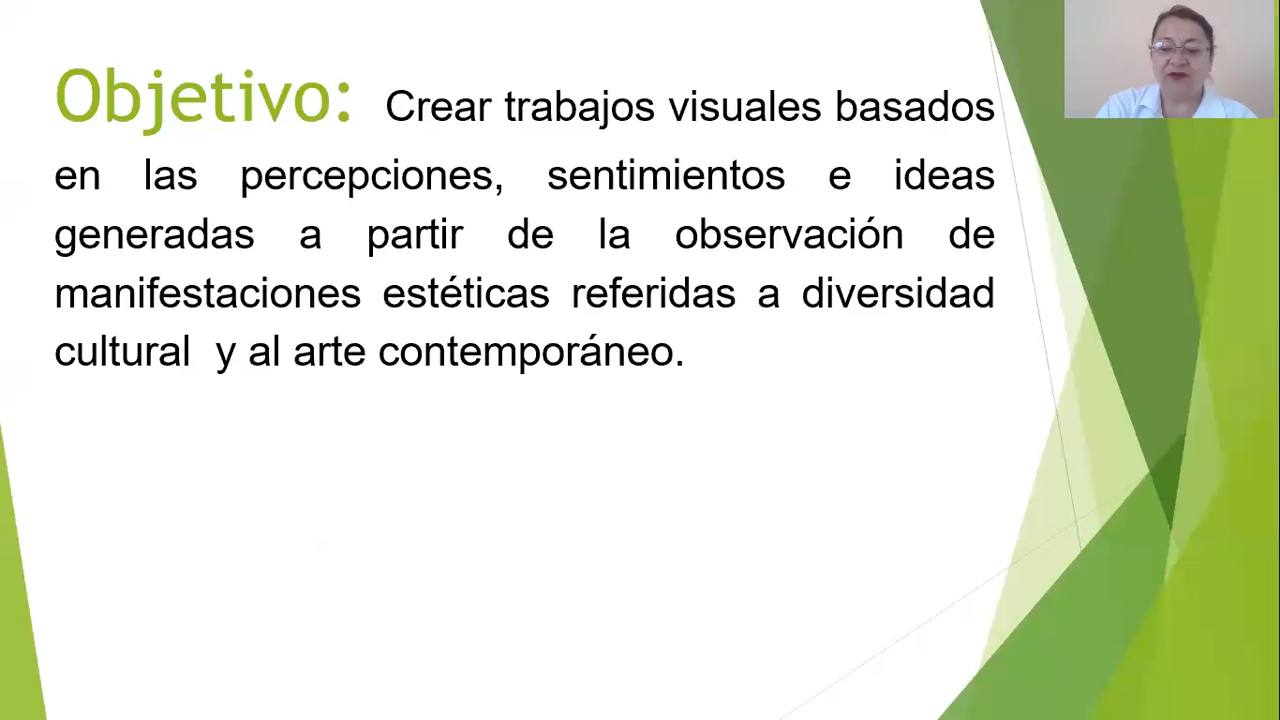 Objetivo: Crear trabajos visuales basados
en las percepciones, sentimientos e ideas
generadas a partir de la observación de
manifestaciones estéticas referidas a diversidad
cultural y al arte contemporáneo.